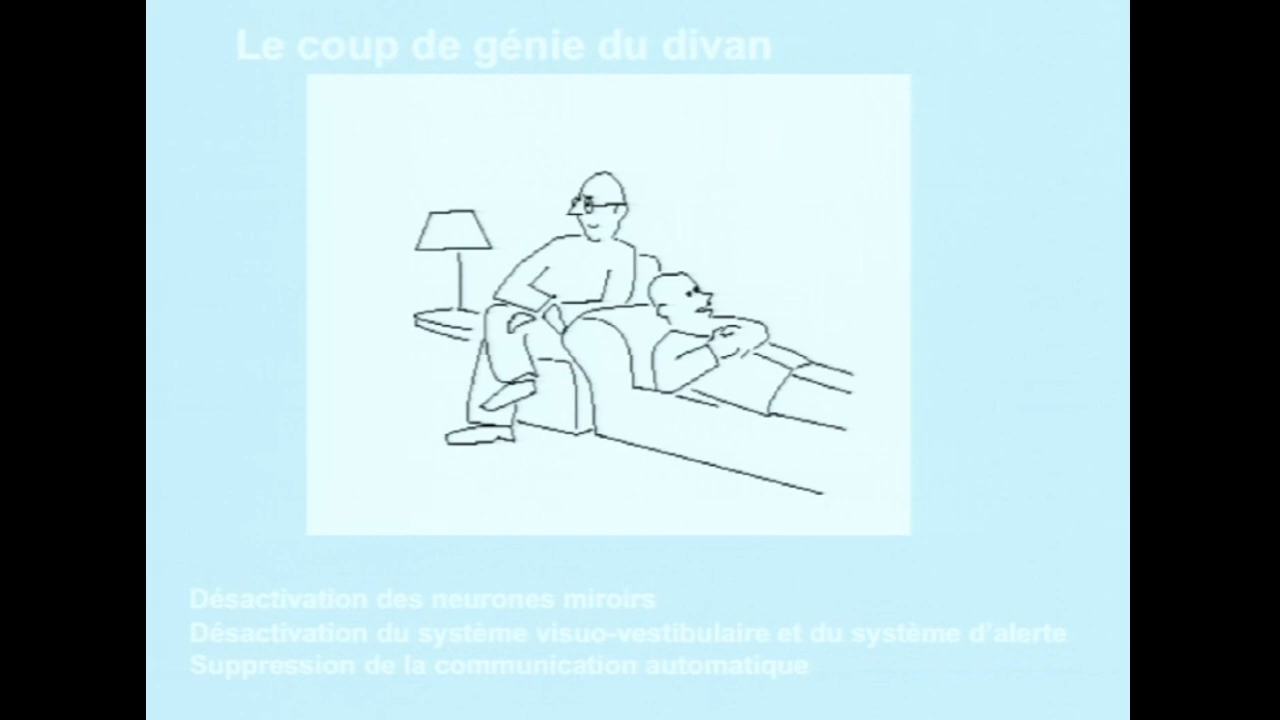 Le coup de génie du divan
Désactivation des neurones miroirs
Désactivation du système visuo-vestibulaire et du système d'alerte
Suppression de la communication automatique